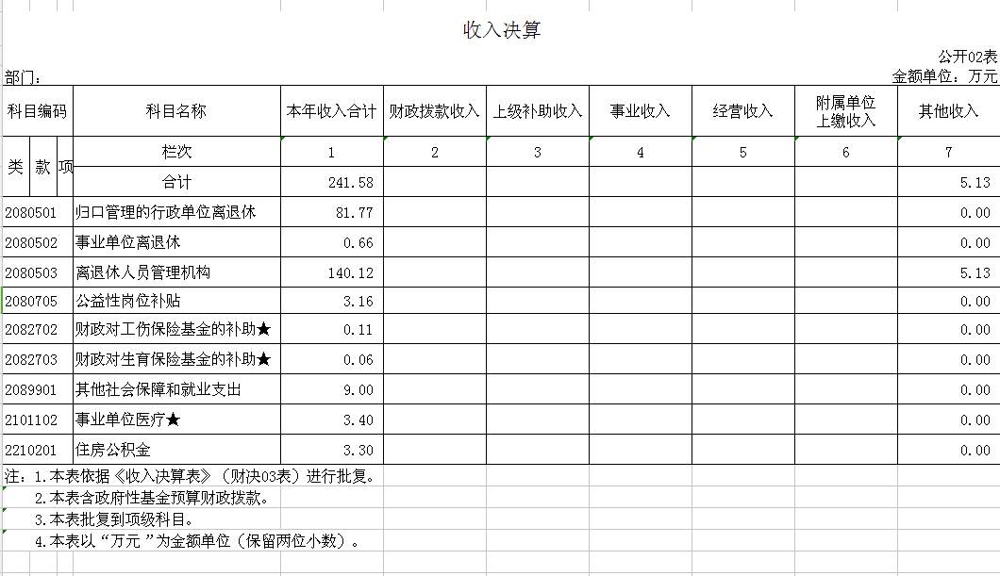 收入决算
公开02表
部门： 金额单位：万元
科目编码 科目名称 本年收入合计 财政拨款收入 上级补助收入 事业收入 经营收入 附属单位上缴收入 其他收入
类 款 项 栏次 1 2 3 4 5 6 7
合计 241.58 5.13
2080501 归口管理的行政单位离退休 81.77 0.00
2080502 事业单位离退休 0.66 0.00
2080503 离退休人员管理机构 140.12 5.13
2080705 公益性岗位补贴 3.16 0.00
2082702 财政对工伤保险基金的补助★ 0.11 0.00
2082703 财政对生育保险基金的补助★ 0.06 0.00
2089901 其他社会保障和就业支出 9.00 0.00
2101102 事业单位医疗★ 3.40 0.00
2210201 住房公积金 3.30 0.00
注：1.本表依据《收入决算表》（财决03表）进行批复。
2.本表含政府性基金预算财政拨款。
3.本表批复到项级科目。
4.本表以“万元 ”为金额单位（保留两位小数）.